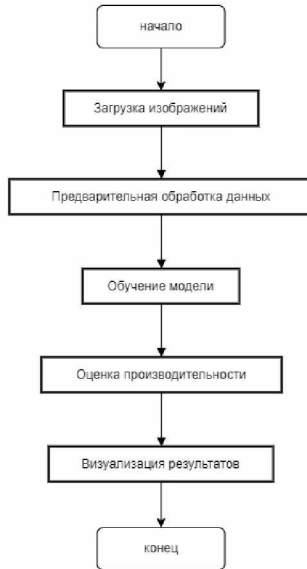 начало
Загрузка изображений
Предварительная обработка данных
Обучение модели
Оценка производительности
Визуализация результатов
конец